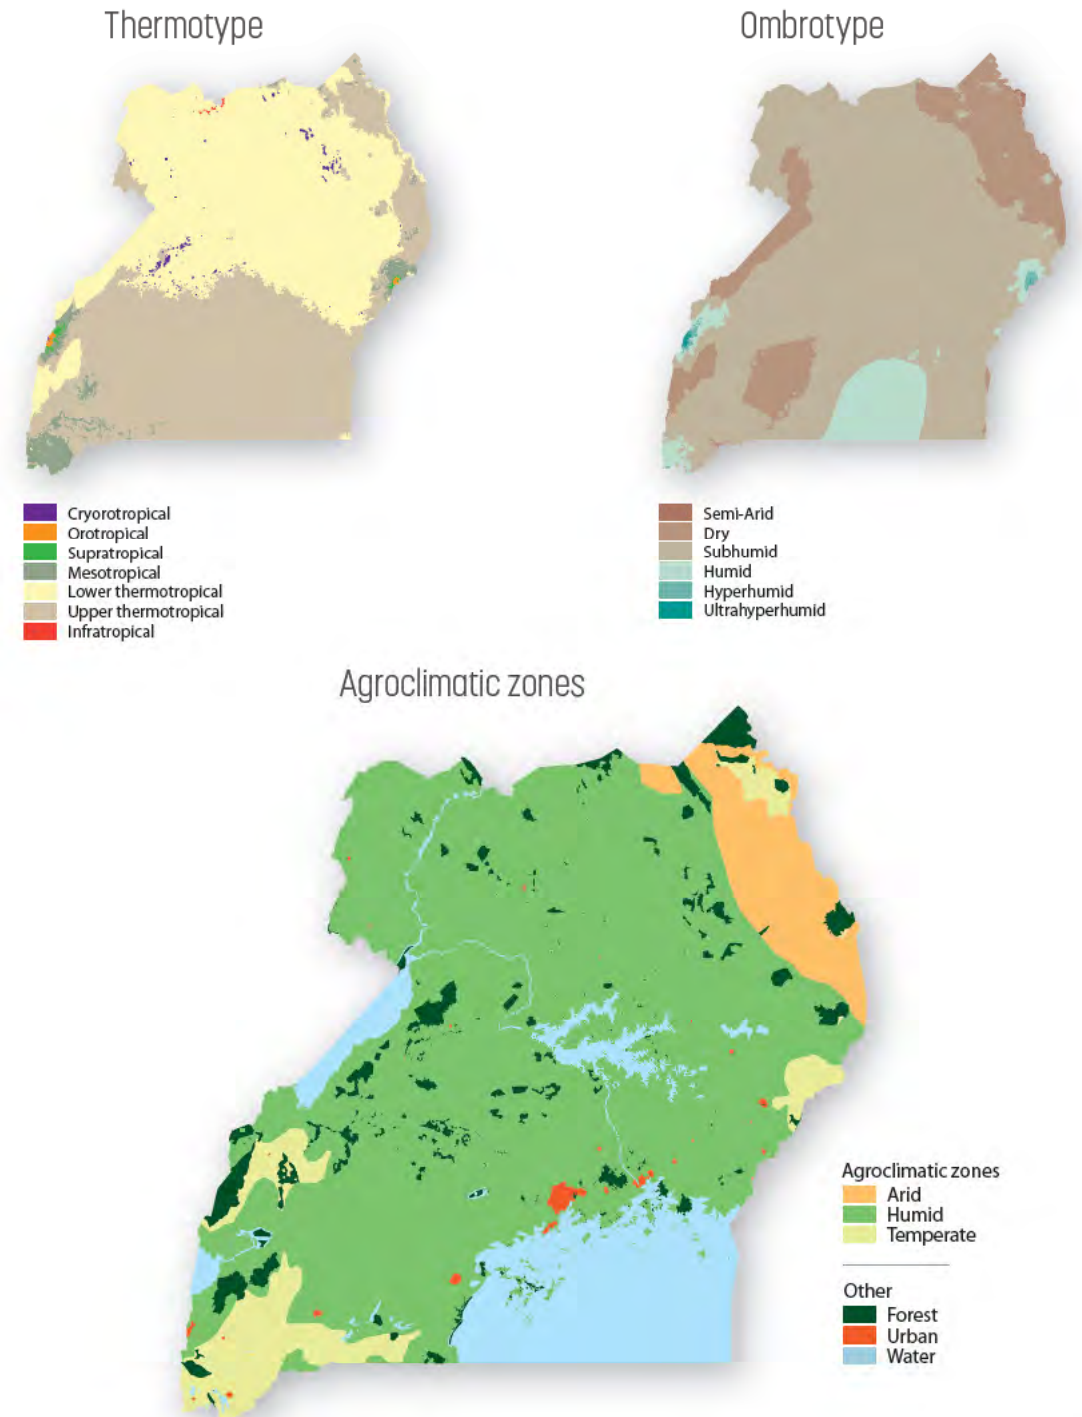 Thermotype
Ombrotype
Cryorotropical
Orotropical
Supratropical
Mesotropical
Lower thermotropical
Upper thermotropical
Infratropical
Semi-Arid
Dry
Subhumid
Humid
Hyperhumid
Ultrahyperhumid
Agroclimatic zones
Agroclimatic zones
Arid
Humid
Temperate
Other
Forest
Urban
Water